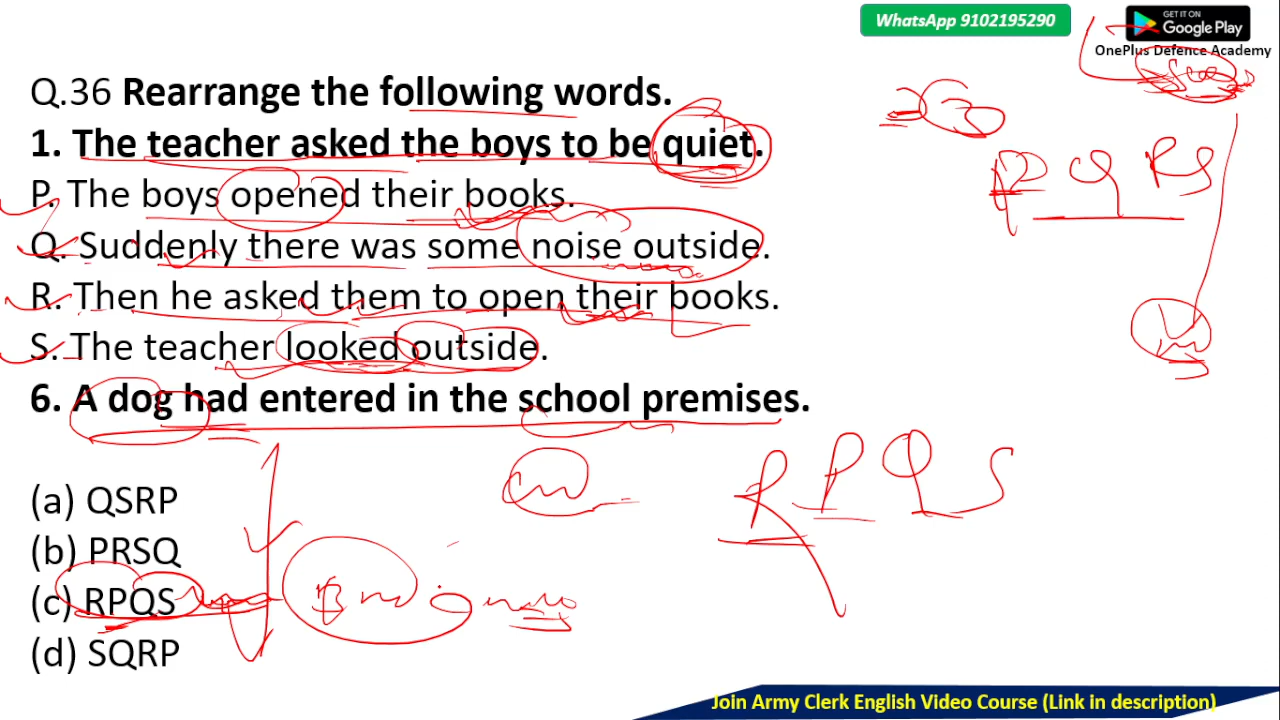 WhatsApp 9102195290
GET IT ON
Google Play
OnePlus Defence Academy
Q.36 Rearrange the following words.
1. The teacher asked the boys to be quiet.
P. The boys opened their books.
Q. Suddenly there was some noise outside.
R. Then he asked them to open their books.
S. The teacher looked outside.
6. A dog had entered in the school premises.
R P Q S
(a) QSRP
(b) PRSQ
(c) RPQS
(d) SQRP
Join Army Clerk English Video Course (Link in description)